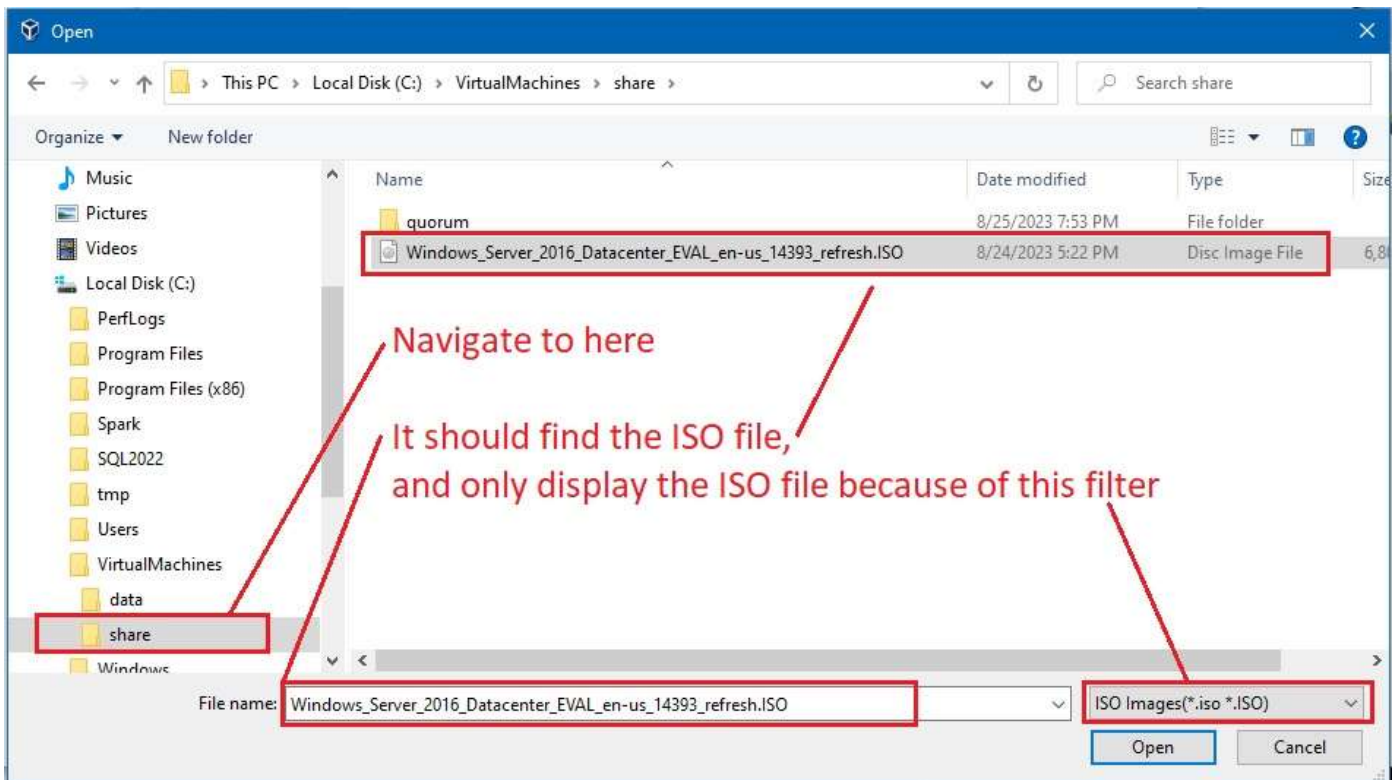 Open
This PC > Local Disk (C:) > VirtualMachines > share >
Search share
Organize
New folder
Music
Pictures
Videos
Local Disk (C:)
PerfLogs
Program Files
Program Files (x86)
Spark
SQL2022
tmp
Users
VirtualMachines
data
share
Windows
Name Date modified Type Size
quorum 8/25/2023 7:53 PM File folder
Windows_Server_2016_Datacenter_EVAL_en-us_14393_refresh.ISO 8/24/2023 5:22 PM Disc Image File
Navigate to here
It should find the ISO file,
and only display the ISO file because of this filter
File name: Windows_Server_2016_Datacenter_EVAL_en-us_14393_refresh.ISO
ISO Images(*.iso *.ISO)
Open Cancel